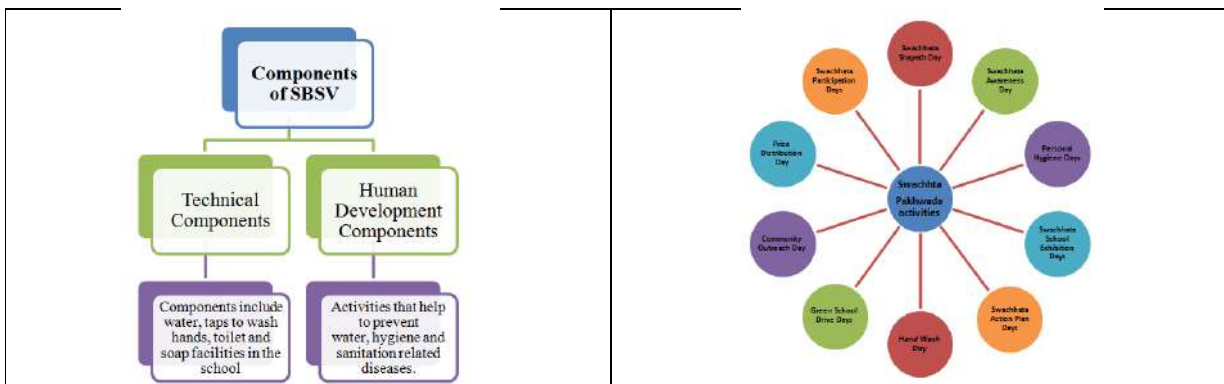 Components
of SBSV
Technical
Components
Human
Development
Components
Components include
water, taps to wash
hands, toilet and
soap facilities in the
school
Activities that help
to prevent
water, hygiene and
sanitation related
diseases.
Swachhata
Shapath Day
Swachhata
Awareness
Day
Personal
Hygiene Days
Swachhata
School
Exhibition
Days
Swachhata
Action Plan
Days
Hand Wash
Day
Green School
Drive Days
Community
Outreach Day
Prize
Distribution
Day
Swachhata
Participation
Days
Swachhta
Pakhwada
activities